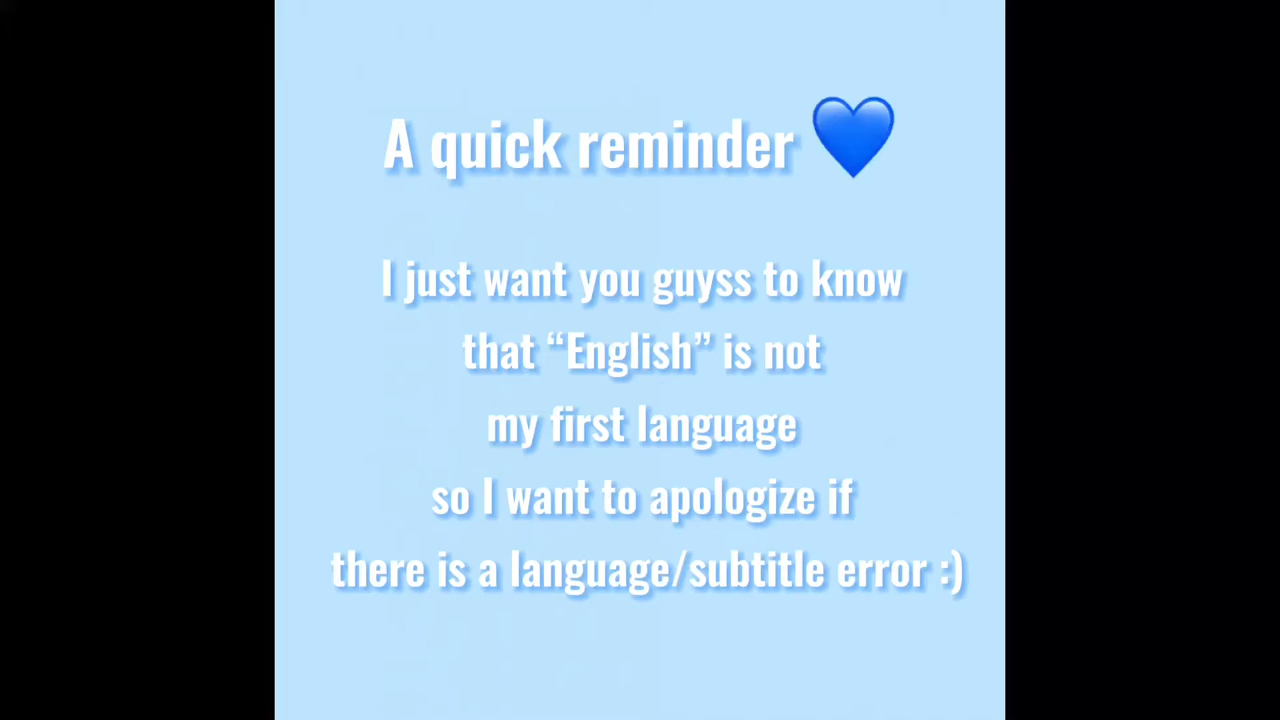 A quick reminder 💙
I just want you guyss to know
that “English” is not
my first language
so I want to apologize if
there is a language/subtitle error :)